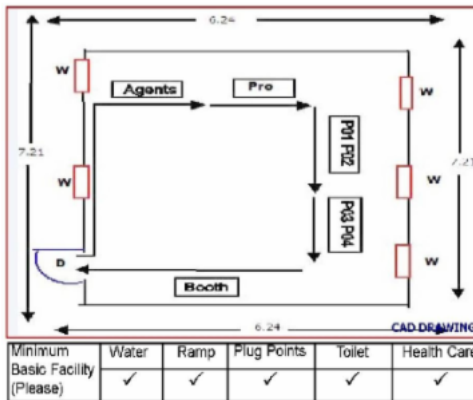 6.24
W
W
Agents
Pro
7.21
P01 P02
W
7.21
W
W
P03 P04
D
Booth
6.24
CAD DRAWING
Minimum Basic Facility (Please)
Water
Ramp
Plug Points
Toilet
Health Care
✓ ✓ ✓ ✓ ✓